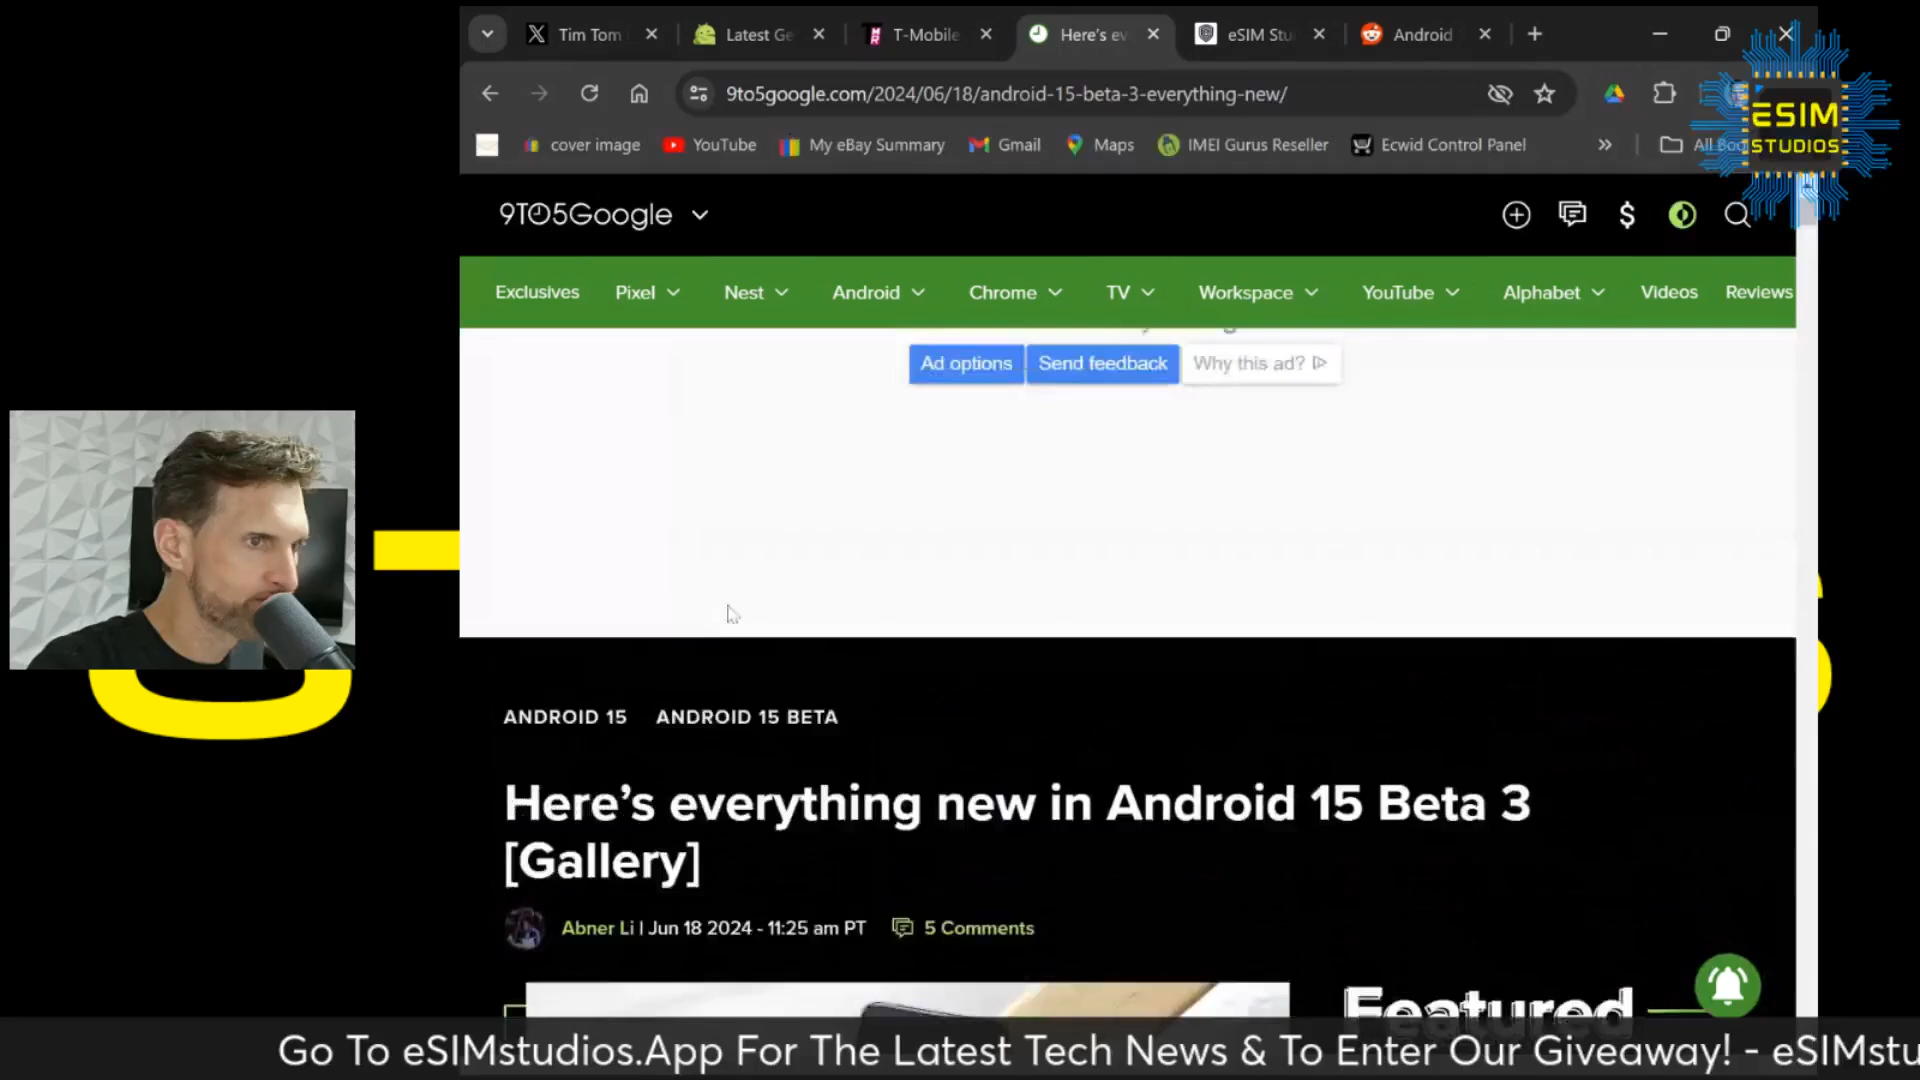 Tim Tom
Latest Ge
T-Mobile
Here's ev
eSIM Stu
Android
9to5google.com/2024/06/18/android-15-beta-3-everything-new/
cover image
YouTube
My eBay Summary
Gmail
Maps
IMEI Gurus Reseller
Ecwid Control Panel
»
All Boo
ESIM
STUDIOS
9TO5Google
Exclusives
Pixel
Nest
Android
Chrome
TV
Workspace
YouTube
Alphabet
Videos
Reviews
Ad options
Send feedback
Why this ad?
ANDROID 15 ANDROID 15 BETA
Here's everything new in Android 15 Beta 3
[Gallery]
Abner Li | Jun 18 2024 - 11:25 am PT 5 Comments
Featured
Go To eSIMstudios.App For The Latest Tech News & To Enter Our Giveaway! - eSIMstu